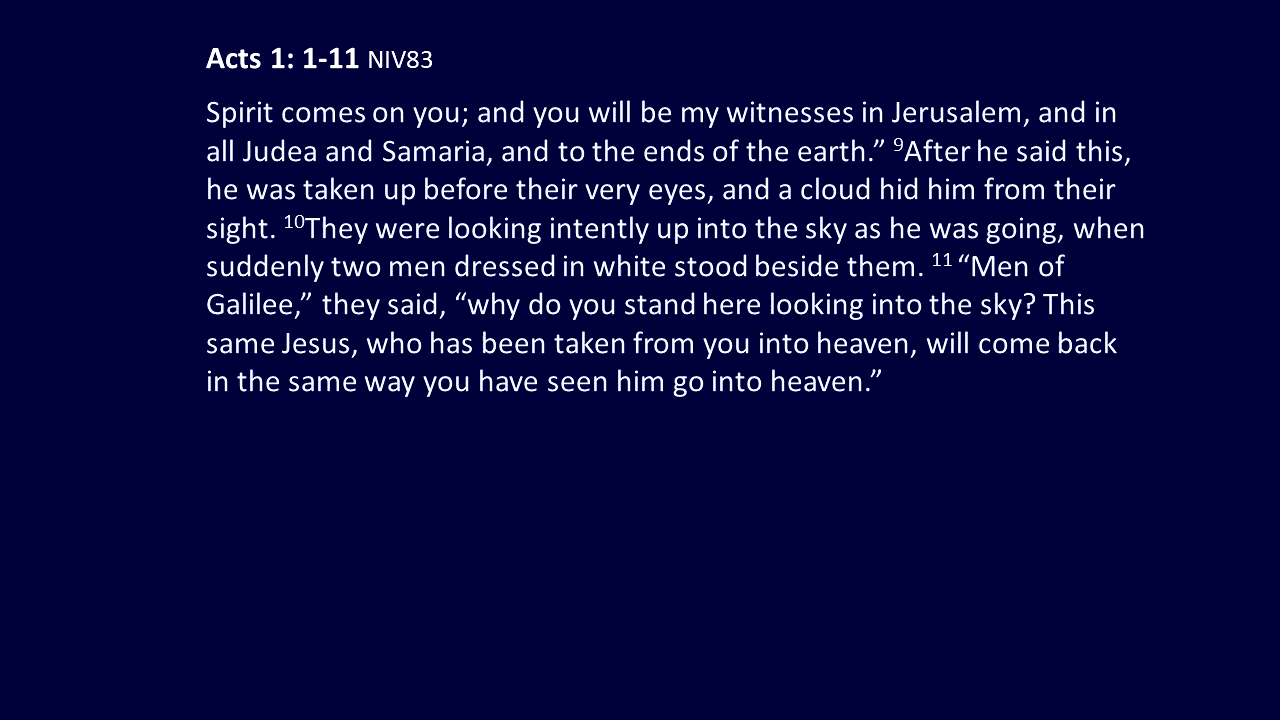 Acts 1: 1-11 NIV83
Spirit comes on you; and you will be my witnesses in Jerusalem, and in
all Judea and Samaria, and to the ends of the earth.” ⁹After he said this,
he was taken up before their very eyes, and a cloud hid him from their
sight. ¹⁰They were looking intently up into the sky as he was going, when
suddenly two men dressed in white stood beside them. ¹¹ “Men of
Galilee,” they said, “why do you stand here looking into the sky? This
same Jesus, who has been taken from you into heaven, will come back
in the same way you have seen him go into heaven.”